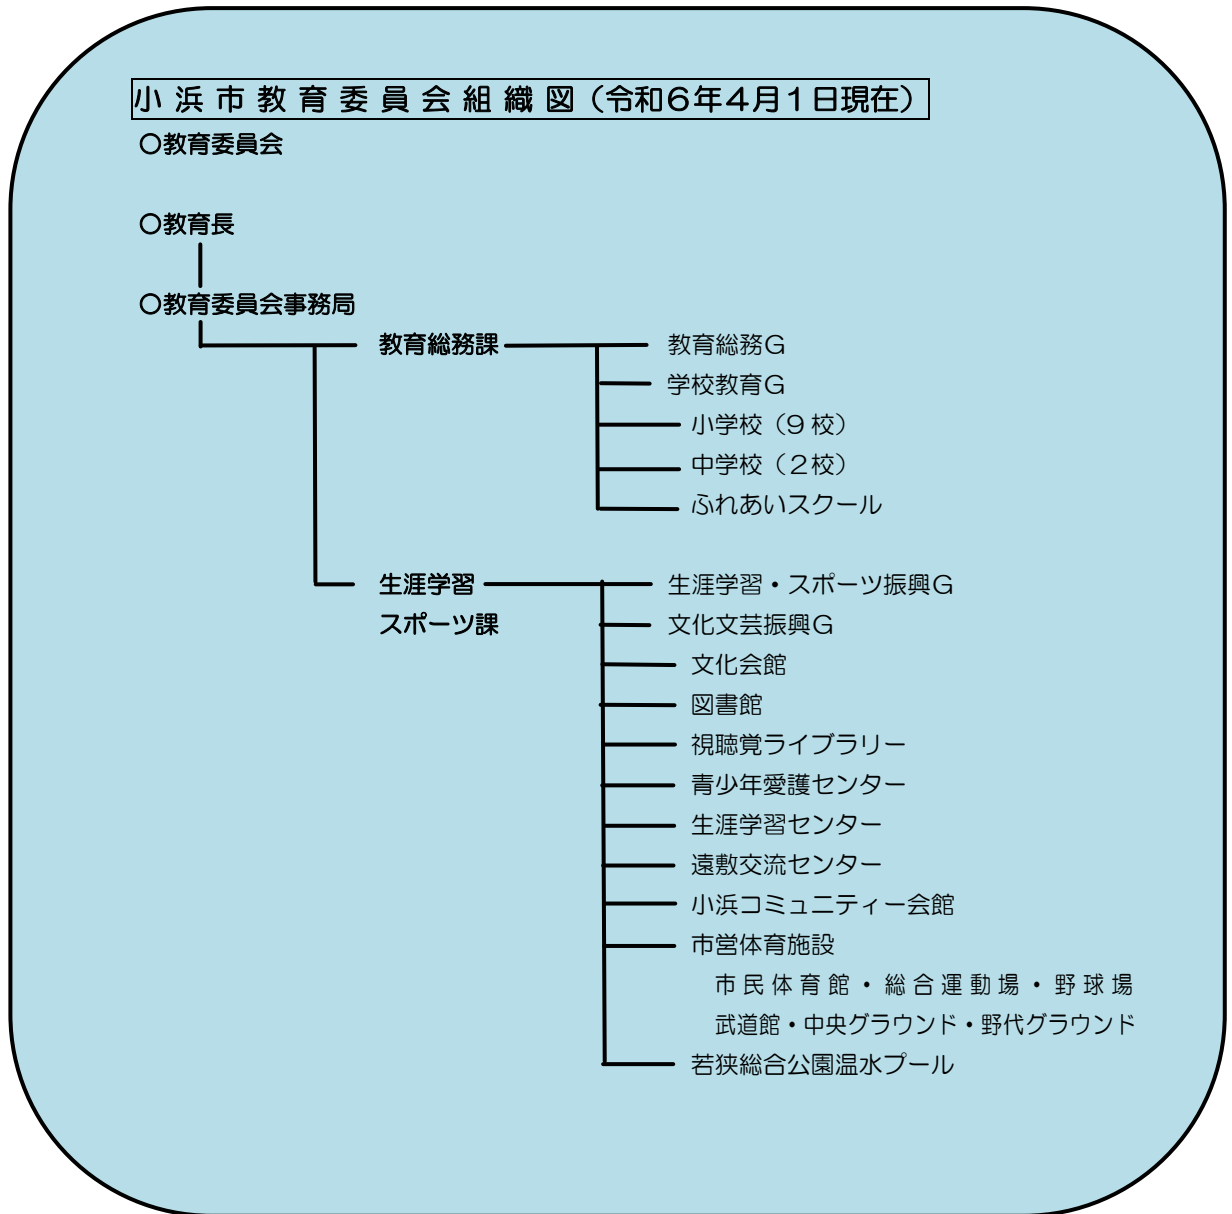 小浜市教育委員会組織図（令和６年４月１日現在）
〇教育委員会
〇教育長
〇教育委員会事務局
教育総務課 教育総務Ｇ
学校教育Ｇ
小学校（９校）
中学校（２校）
ふれあいスクール
生涯学習 生涯学習・スポーツ振興Ｇ
スポーツ課 文化文芸振興Ｇ
文化会館
図書館
視聴覚ライブラリー
青少年愛護センター
生涯学習センター
遠敷交流センター
小浜コミュニティー会館
市営体育施設
市民体育館・総合運動場・野球場
武道館・中央グラウンド・野代グラウンド
若狭総合公園温水プール